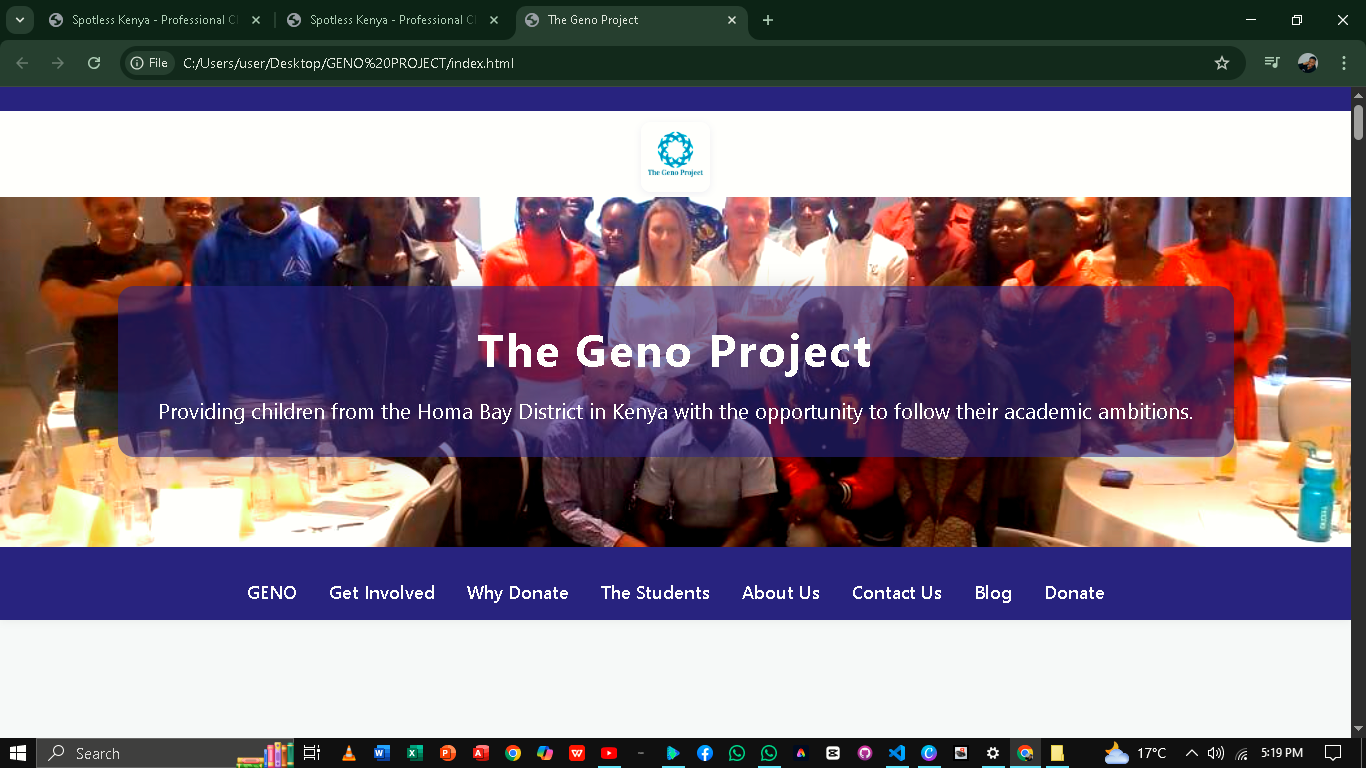 Spotless Kenya - Professional Cl
Spotless Kenya - Professional Cl
The Geno Project
File
C:/Users/user/Desktop/GENO%20PROJECT/index.html
The Geno Project
The Geno Project
Providing children from the Homa Bay District in Kenya with the opportunity to follow their academic ambitions.
GENO
Get Involved
Why Donate
The Students
About Us
Contact Us
Blog
Donate
Search
17°C
5:19 PM